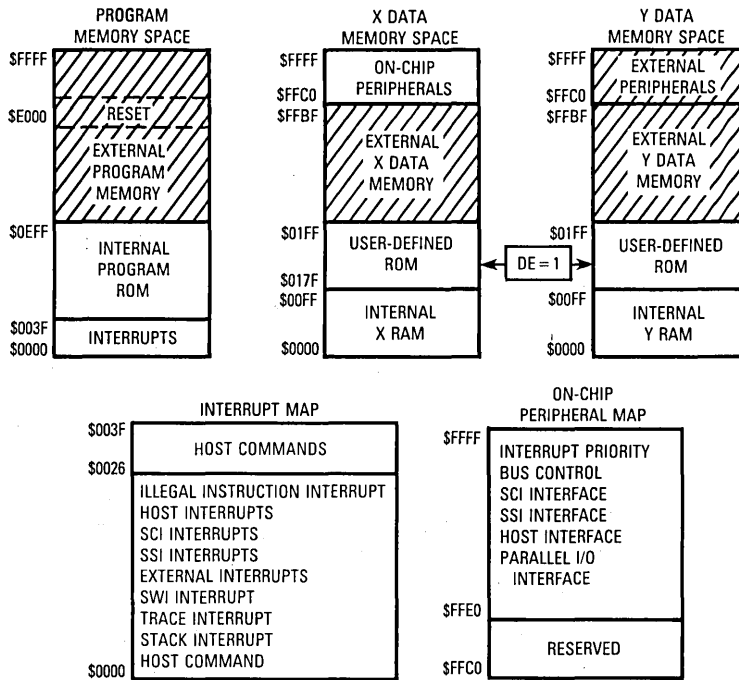 PROGRAM
MEMORY SPACE
$FFFF
$E000
RESET
EXTERNAL
PROGRAM
MEMORY
$0EFF
INTERNAL
PROGRAM
ROM
$003F
INTERRUPTS
$0000
X DATA
MEMORY SPACE
$FFFF
ON-CHIP
PERIPHERALS
$FFC0
$FFBF
EXTERNAL
X DATA
MEMORY
$01FF
USER-DEFINED
ROM
$017F
$00FF
INTERNAL
X RAM
$0000
DE = 1
Y DATA
MEMORY SPACE
$FFFF
EXTERNAL
PERIPHERALS
$FFC0
$FFBF
EXTERNAL
Y DATA
MEMORY
$01FF
USER-DEFINED
ROM
$00FF
INTERNAL
Y RAM
$0000
INTERRUPT MAP
$003F
HOST COMMANDS
$0026
ILLEGAL INSTRUCTION INTERRUPT
HOST INTERRUPTS
SCI INTERRUPTS
SSI INTERRUPTS
EXTERNAL INTERRUPTS
SWI INTERRUPT
TRACE INTERRUPT
STACK INTERRUPT
HOST COMMAND
$0000
ON-CHIP
PERIPHERAL MAP
$FFFF
INTERRUPT PRIORITY
BUS CONTROL
SCI INTERFACE
SSI INTERFACE
HOST INTERFACE
PARALLEL I/O
INTERFACE
$FFE0
RESERVED
$FFC0